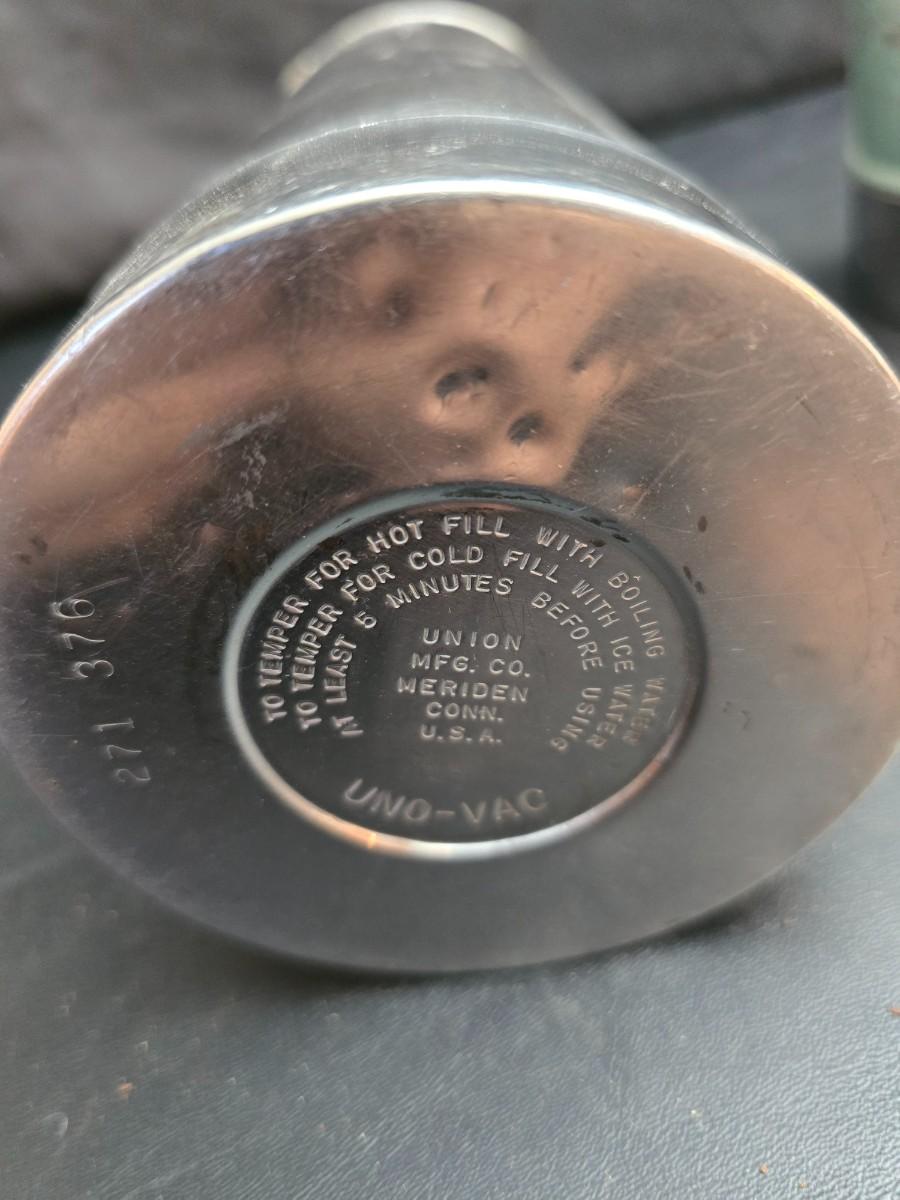 TO TEMPER FOR HOT FILL WITH BOILING WATER
TO TEMPER FOR COLD FILL WITH ICE WATER
AT LEAST 5 MINUTES BEFORE USING
UNION
MFG. CO.
MERIDEN
CONN.
U.S.A.
UNO-VAC
271 376